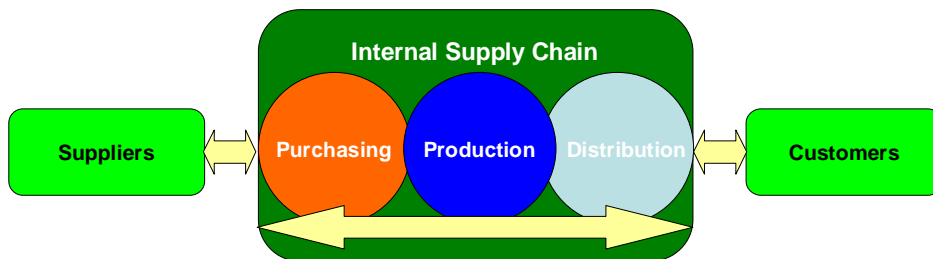 Internal Supply Chain
Suppliers
Purchasing
Production
Distribution
Customers